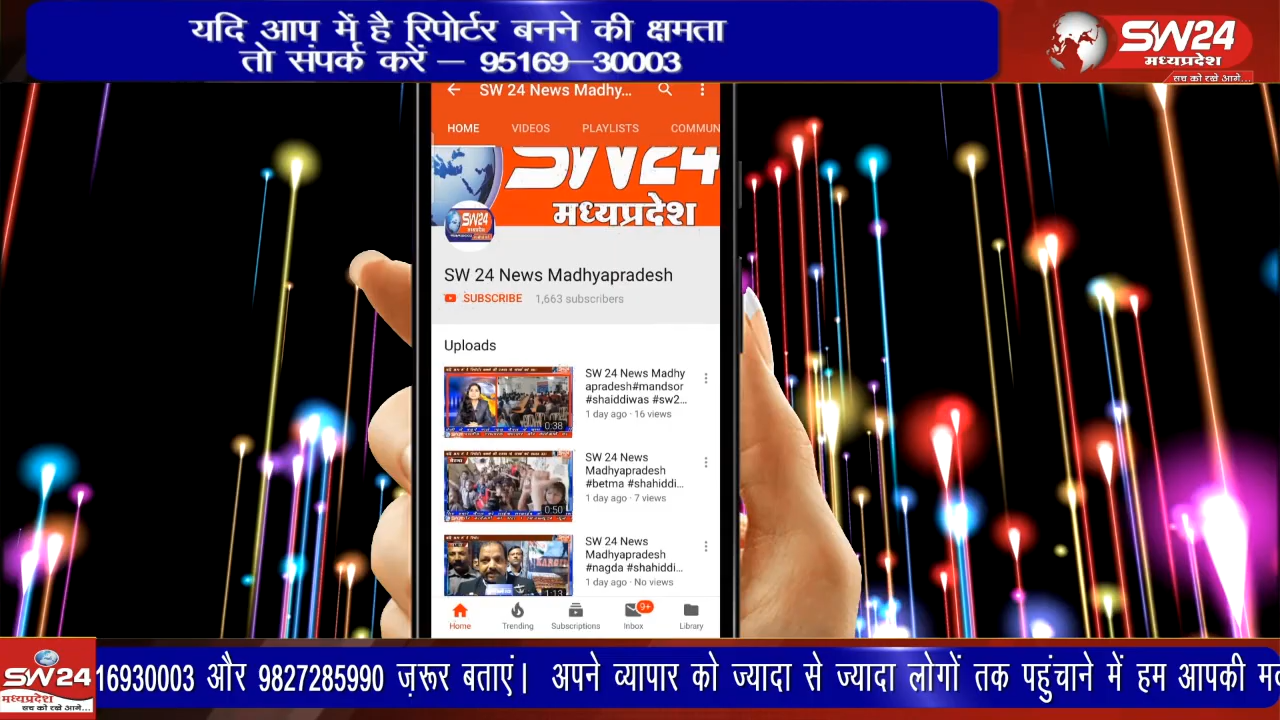 यदि आप में है रिपोर्टर बनने की क्षमता
तो संपर्क करें – 95169–30003
SW24
मध्यप्रदेश
सच को रखे आगे...
SW 24 News Madhy...
HOME VIDEOS PLAYLISTS COMMUN
SW24
मध्यप्रदेश
SW24
SW 24 News Madhyapradesh
SUBSCRIBE 1,663 subscribers
Uploads
SW 24 News Madhy
apradesh#mandsor
#shaiddiwas #sw2...
1 day ago · 16 views
0:38
SW 24 News
Madhyapradesh
#betma #shahiddi...
1 day ago · 7 views
0:50
SW 24 News
Madhyapradesh
#nagda #shahiddi...
1 day ago · No views
1:13
9+
Home Trending Subscriptions Inbox Library
SW24
मध्यप्रदेश
सच को रखे आगे...
16930003 और 9827285990 ज़रूर बताएं। अपने व्यापार को ज्यादा से ज्यादा लोगों तक पहुंचाने में हम आपकी